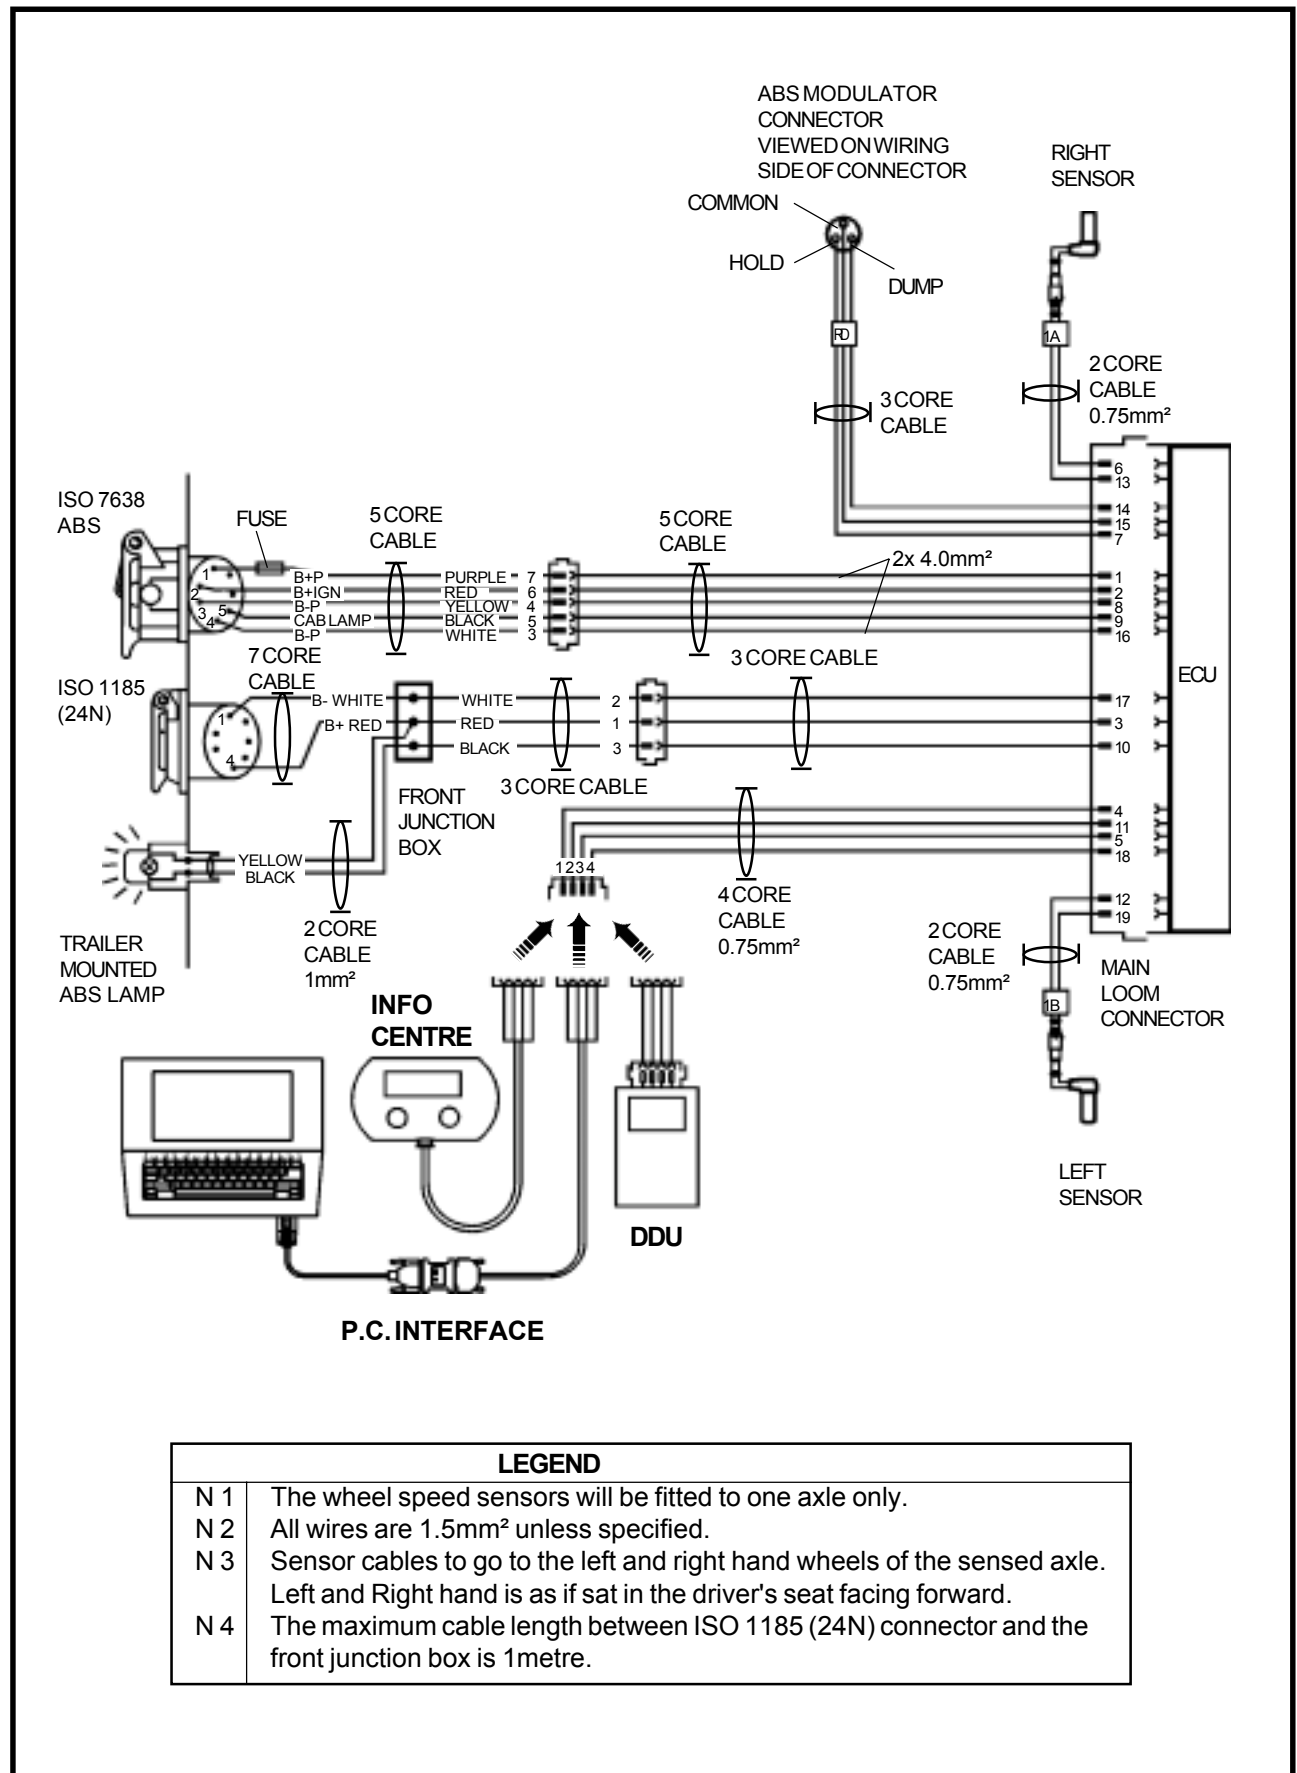 ABS MODULATOR
CONNECTOR
VIEWED ON WIRING
SIDE OF CONNECTOR
RIGHT
SENSOR
COMMON
HOLD
DUMP
RD
1A
2 CORE
CABLE
0.75mm²
3 CORE
CABLE
6
13
14
15
7
ISO 7638
ABS
FUSE
5 CORE
CABLE
5 CORE
CABLE
2x 4.0mm²
1
2
3
4
5
B+P
B+IGN
B-P
CAB LAMP
B-P
PURPLE 7
RED 6
YELLOW 4
BLACK 5
WHITE 3
1
2
8
9
16
ECU
7 CORE
CABLE
3 CORE CABLE
ISO 1185
(24N)
1
4
B- WHITE
B+ RED
WHITE 2
RED 1
BLACK 3
17
3
10
3 CORE CABLE
FRONT
JUNCTION
BOX
4
11
5
18
1 2 3 4
YELLOW
BLACK
4 CORE
CABLE
0.75mm²
12
19
2 CORE
CABLE
1mm²
2 CORE
CABLE
0.75mm²
TRAILER
MOUNTED
ABS LAMP
MAIN
LOOM
CONNECTOR
1B
INFO
CENTRE
LEFT
SENSOR
DDU
P.C. INTERFACE
LEGEND
N 1 The wheel speed sensors will be fitted to one axle only.
N 2 All wires are 1.5mm² unless specified.
N 3 Sensor cables to go to the left and right hand wheels of the sensed axle.
Left and Right hand is as if sat in the driver's seat facing forward.
N 4 The maximum cable length between ISO 1185 (24N) connector and the
front junction box is 1metre.